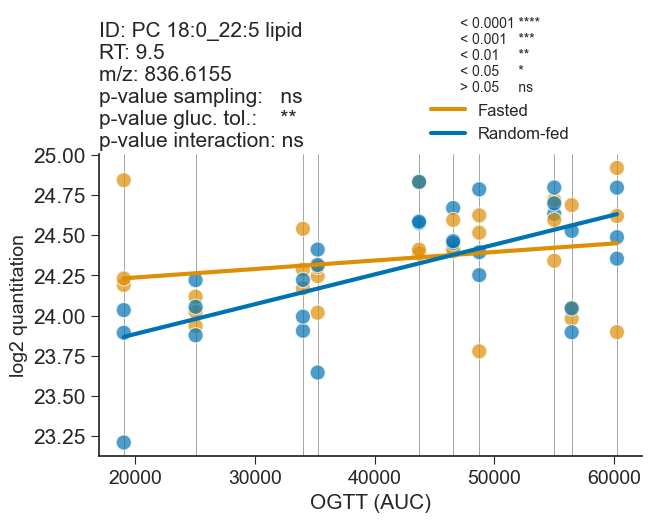 ID: PC 18:0_22:5 lipid
RT: 9.5
m/z: 836.6155
p-value sampling: ns
p-value gluc. tol.: **
p-value interaction: ns
< 0.0001 ****
< 0.001 ***
< 0.01 **
< 0.05 *
> 0.05 ns
Fasted
Random-fed
25.00
24.75
24.50
24.25
24.00
23.75
23.50
23.25
log2 quantitation
20000 30000 40000 50000 60000
OGTT (AUC)